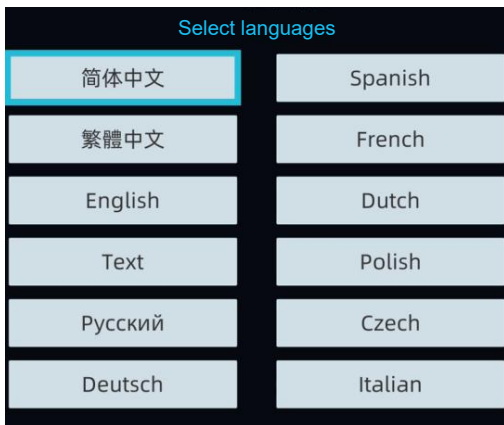 Select languages
简体中文
Spanish
繁體中文
French
English
Dutch
Text
Polish
Русский
Czech
Deutsch
Italian